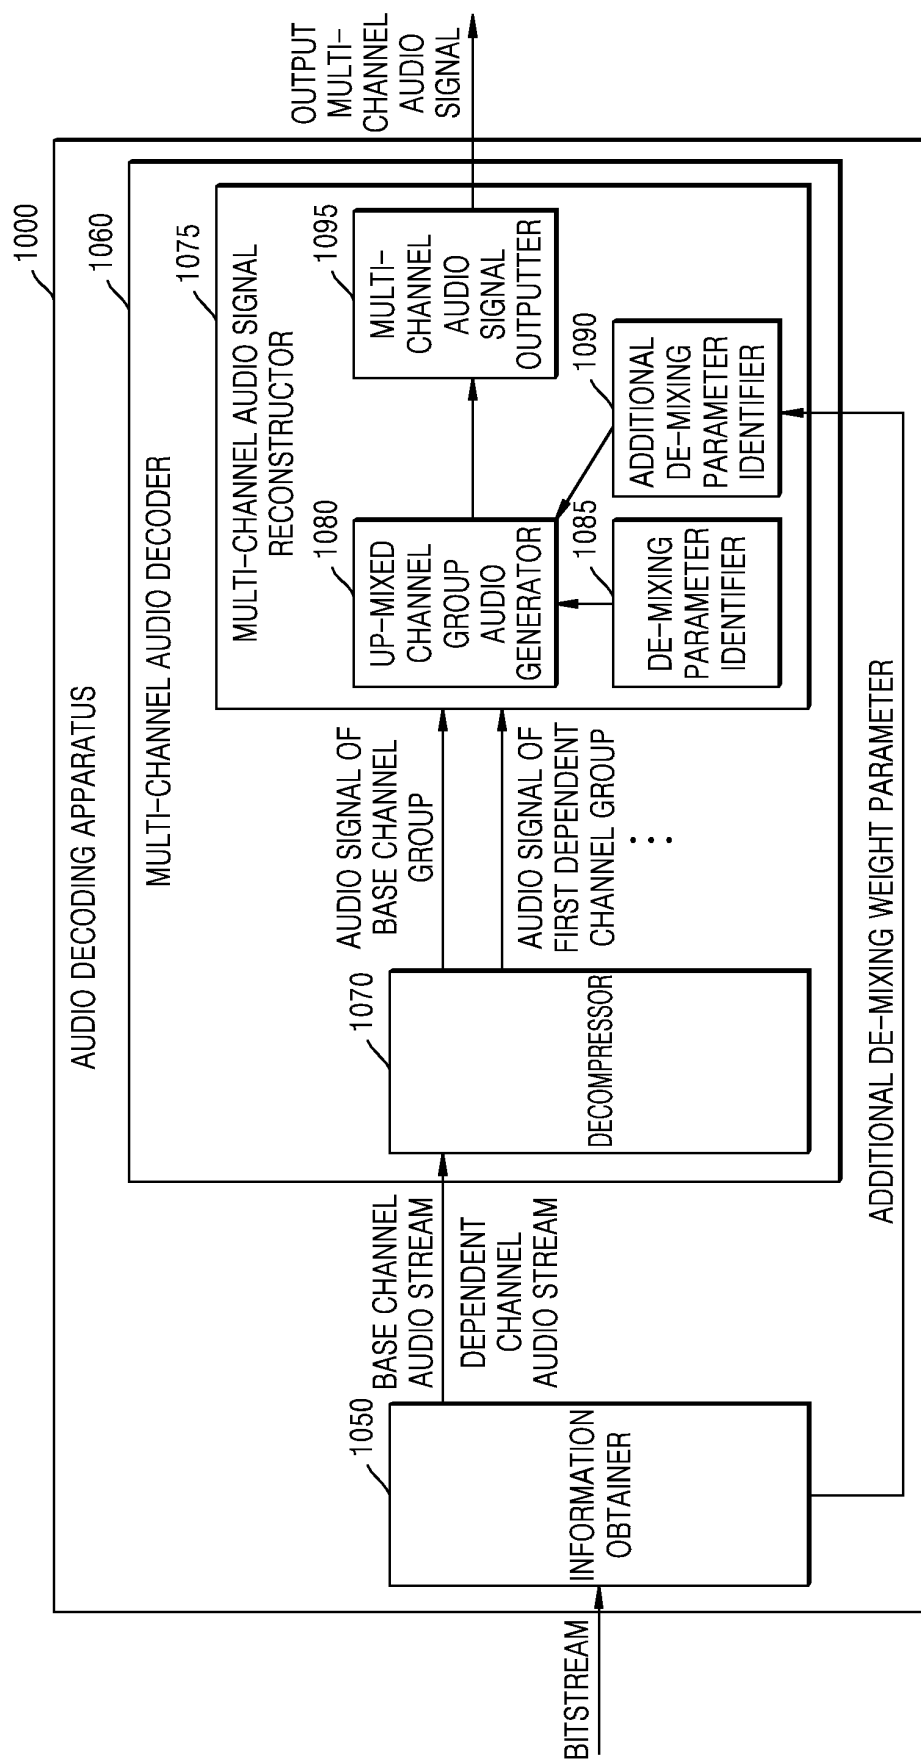 1000
AUDIO DECODING APPARATUS
1060
MULTI-CHANNEL AUDIO DECODER
1075
MULTI-CHANNEL AUDIO SIGNAL
RECONSTRUCTOR
BITSTREAM
1050
INFORMATION
OBTAINER
BASE CHANNEL
AUDIO STREAM
DEPENDENT
CHANNEL
AUDIO STREAM
1070
DECOMPRESSOR
AUDIO SIGNAL OF
BASE CHANNEL
GROUP
AUDIO SIGNAL OF
FIRST DEPENDENT
CHANNEL GROUP
...
1080
UP-MIXED
CHANNEL
GROUP
AUDIO
GENERATOR
1095
MULTI-
CHANNEL
AUDIO
SIGNAL
OUTPUTTER
1085
DE-MIXING
PARAMETER
IDENTIFIER
1090
ADDITIONAL
DE-MIXING
PARAMETER
IDENTIFIER
OUTPUT
MULTI-
CHANNEL
AUDIO
SIGNAL
ADDITIONAL DE-MIXING WEIGHT PARAMETER